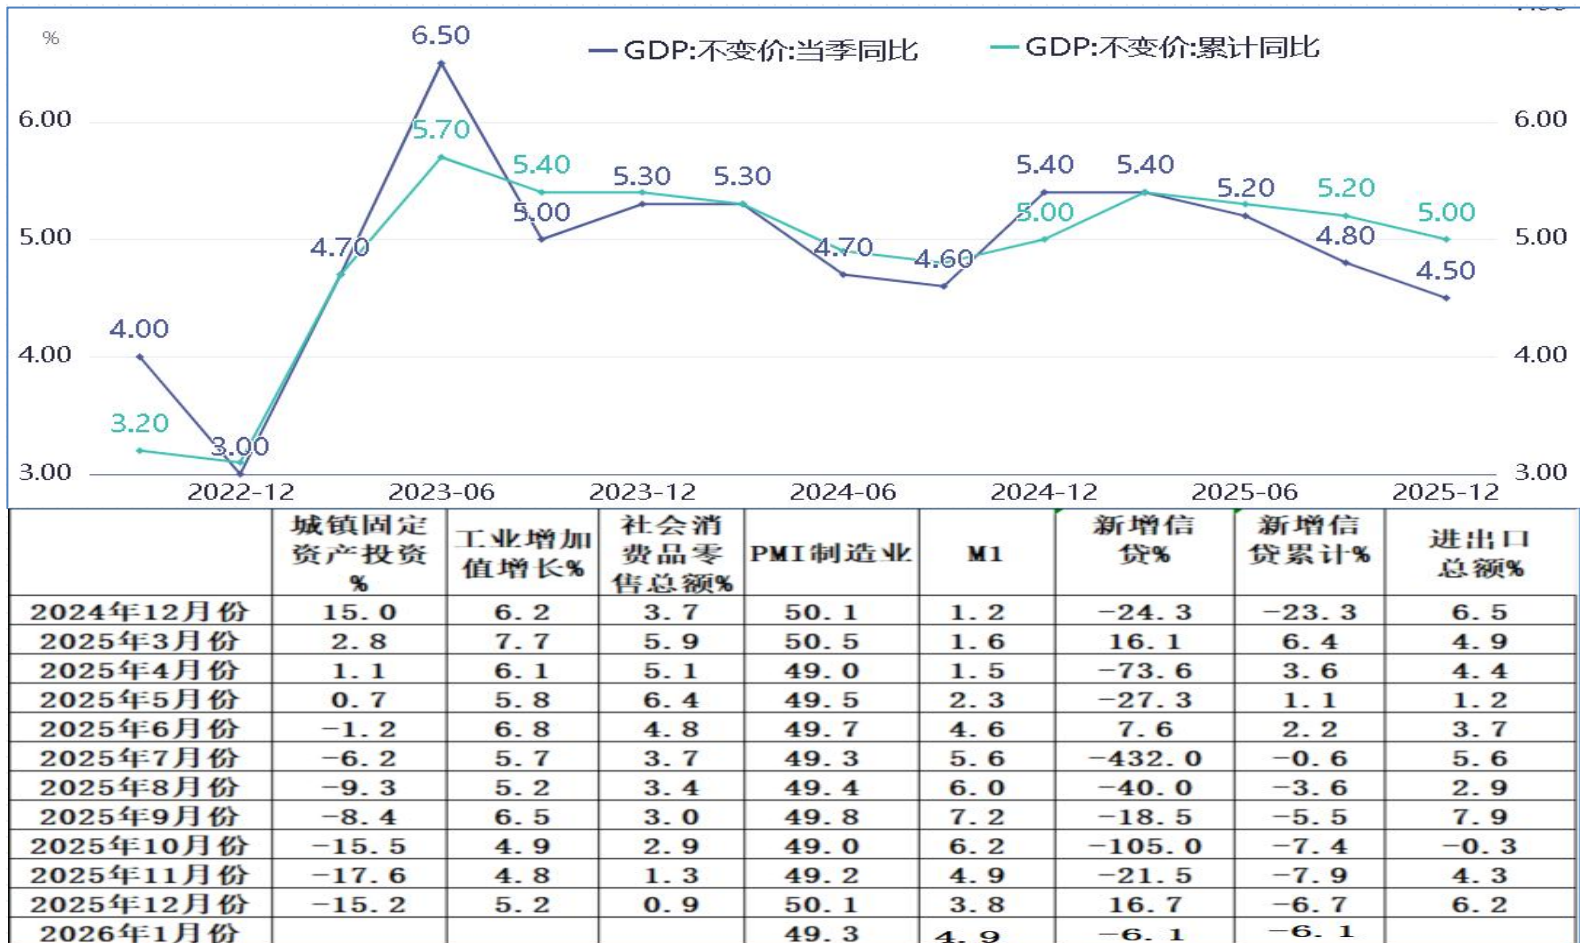 %
GDP:不变价:当季同比
GDP:不变价:累计同比
6.50
6.00
5.70
5.40
5.30
5.30
5.40
5.40
5.20
5.20
6.00
5.00
5.00
5.00
4.70
4.70
4.60
4.80
5.00
5.00
4.50
4.00
4.00
4.00
3.20
3.00
3.00
3.00
2022-12 2023-06 2023-12 2024-06 2024-12 2025-06 2025-12
城镇固定资产投资% 工业增加值增长% 社会消费品零售总额% PMI制造业 M1 新增信贷% 新增信贷累计% 进出口总额%
2024年12月份 15.0 6.2 3.7 50.1 1.2 -24.3 -23.3 6.5
2025年3月份 2.8 7.7 5.9 50.5 1.6 16.1 6.4 4.9
2025年4月份 1.1 6.1 5.1 49.0 1.5 -73.6 3.6 4.4
2025年5月份 0.7 5.8 6.4 49.5 2.3 -27.3 1.1 1.2
2025年6月份 -1.2 6.8 4.8 49.7 4.6 7.6 2.2 3.7
2025年7月份 -6.2 5.7 3.7 49.3 5.6 -432.0 -0.6 5.6
2025年8月份 -9.3 5.2 3.4 49.4 6.0 -40.0 -3.6 2.9
2025年9月份 -8.4 6.5 3.0 49.8 7.2 -18.5 -5.5 7.9
2025年10月份 -15.5 4.9 2.9 49.0 6.2 -105.0 -7.4 -0.3
2025年11月份 -17.6 4.8 1.3 49.2 4.9 -21.5 -7.9 4.3
2025年12月份 -15.2 5.2 0.9 50.1 3.8 16.7 -6.7 6.2
2026年1月份 49.3 4.9 -6.1 -6.1